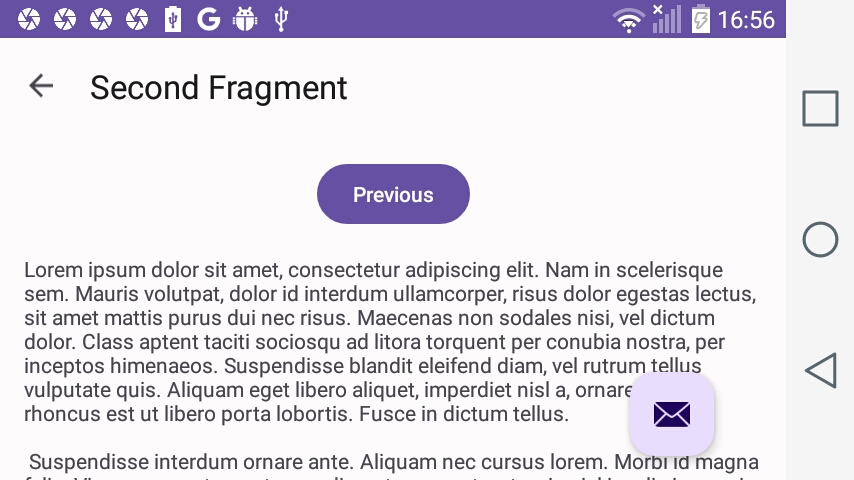 16:56
Second Fragment
Previous
Lorem ipsum dolor sit amet, consectetur adipiscing elit. Nam in scelerisque
sem. Mauris volutpat, dolor id interdum ullamcorper, risus dolor egestas lectus,
sit amet mattis purus dui nec risus. Maecenas non sodales nisi, vel dictum
dolor. Class aptent taciti sociosqu ad litora torquent per conubia nostra, per
inceptos himenaeos. Suspendisse blandit eleifend diam, vel rutrum tellus
vulputate quis. Aliquam eget libero aliquet, imperdiet nisl a, ornare
rhoncus est ut libero porta lobortis. Fusce in dictum tellus.
Suspendisse interdum ornare ante. Aliquam nec cursus lorem. Morbi id magna